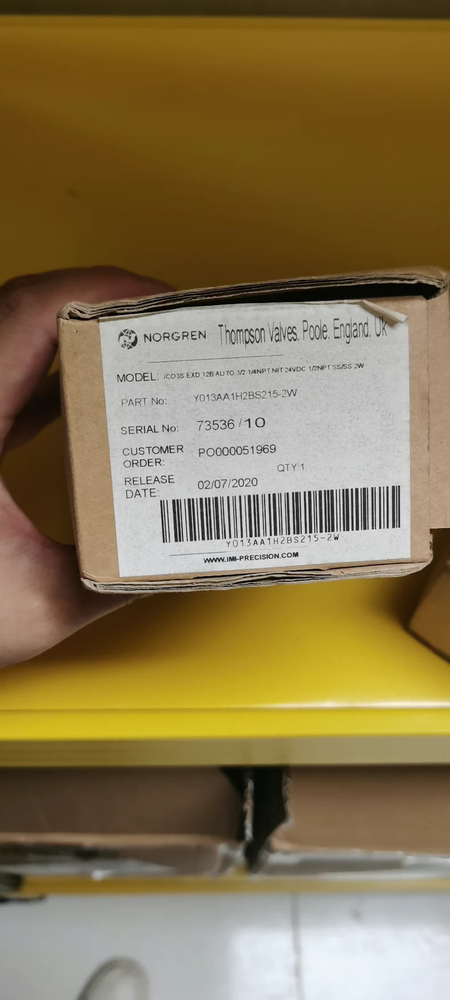 NORGREN Thompson Valves. Poole. England. Uk
MODEL: ICO3S EXD 12B AUTO 3/2 1/4NPT NIT 24VDC 1/2NPT SS/SS 2W
PART No: Y013AA1H2BS215-2W
SERIAL No: 73536 / 10
CUSTOMER ORDER: PO000051969
QTY:1
RELEASE DATE: 02/07/2020
Y013AA1H2BS215-2W
WWW.IMI-PRECISION.COM